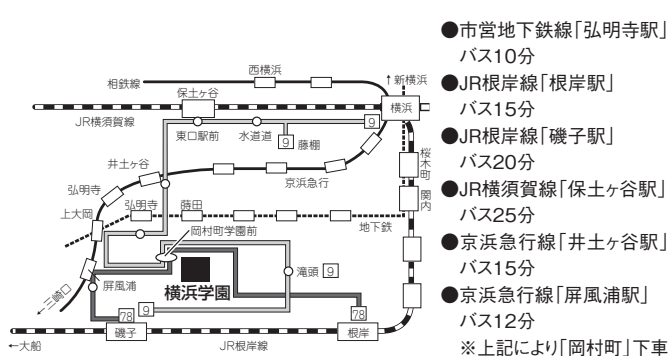 西横浜
↑新横浜
相鉄線
保土ヶ谷
横浜
JR横須賀線
東口駅前
水道道
9
藤棚
9
井土ヶ谷
京浜急行
桜木町
関内
弘明寺
上大岡
弘明寺
蒔田
地下鉄
岡村町学園前
滝頭
9
横浜学園
屏風浦
←三崎口
78
9
78
磯子
根岸
←大船
JR根岸線
●市営地下鉄線「弘明寺駅」
バス10分
●JR根岸線「根岸駅」
バス15分
●JR根岸線「磯子駅」
バス20分
●JR横須賀線「保土ヶ谷駅」
バス25分
●京浜急行線「井土ヶ谷駅」
バス15分
●京浜急行線「屏風浦駅」
バス12分
※上記により「岡村町」下車